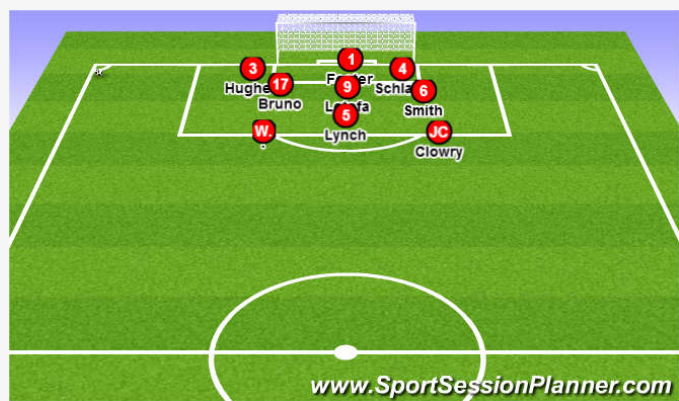 1
3
4
Hughe
17
9
Schla
6
Bruno
Smith
5
Lynch
W.
JC
Clowry
www.SportSessionPlanner.com